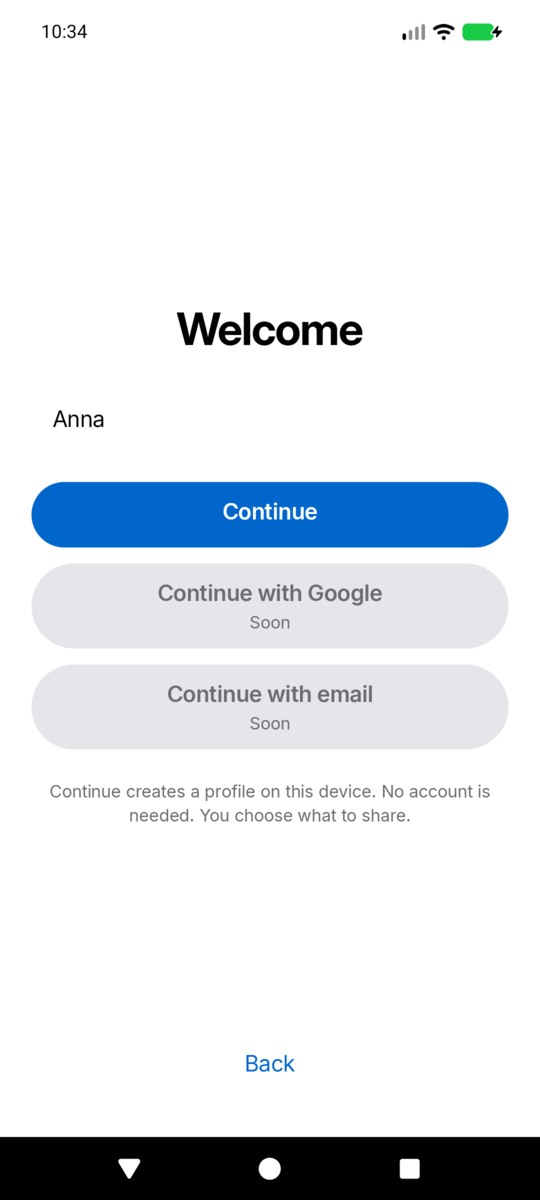 10:34
Welcome
Anna
Continue
Continue with Google
Soon
Continue with email
Soon
Continue creates a profile on this device. No account is
needed. You choose what to share.
Back